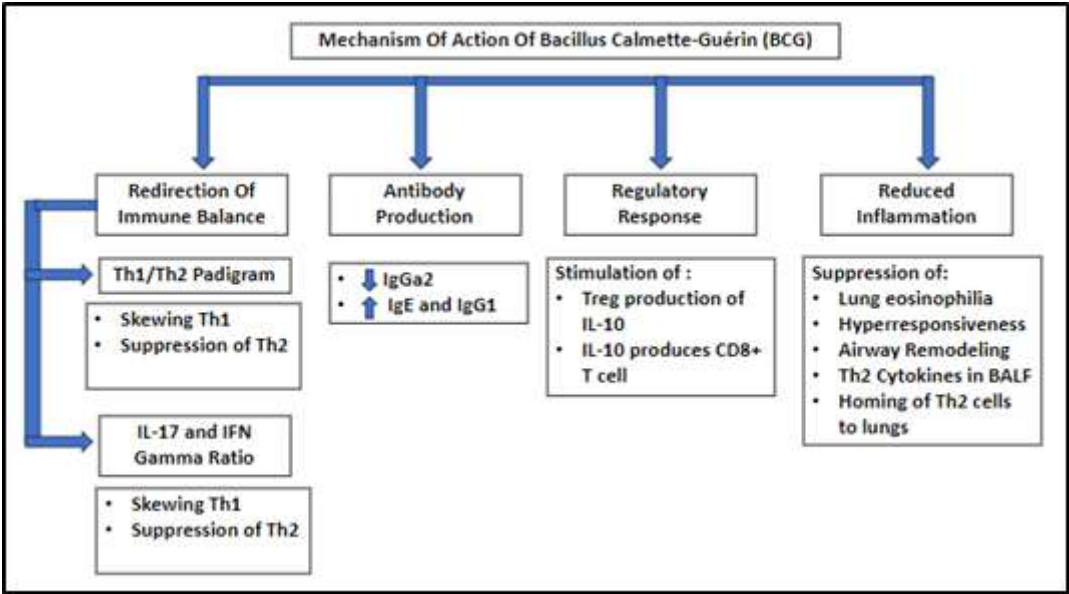 Mechanism Of Action Of Bacillus Calmette-Guérin (BCG)
Redirection Of
Immune Balance
Th1/Th2 Padigram
• Skewing Th1
• Suppression of Th2
IL-17 and IFN
Gamma Ratio
• Skewing Th1
• Suppression of Th2
Antibody
Production
• IgGa2
• IgE and IgG1
Regulatory
Response
Stimulation of :
• Treg production of
IL-10
• IL-10 produces CD8+
T cell
Reduced
Inflammation
Suppression of:
• Lung eosinophilia
• Hyperresponsiveness
• Airway Remodeling
• Th2 Cytokines in BALF
• Homing of Th2 cells
to lungs